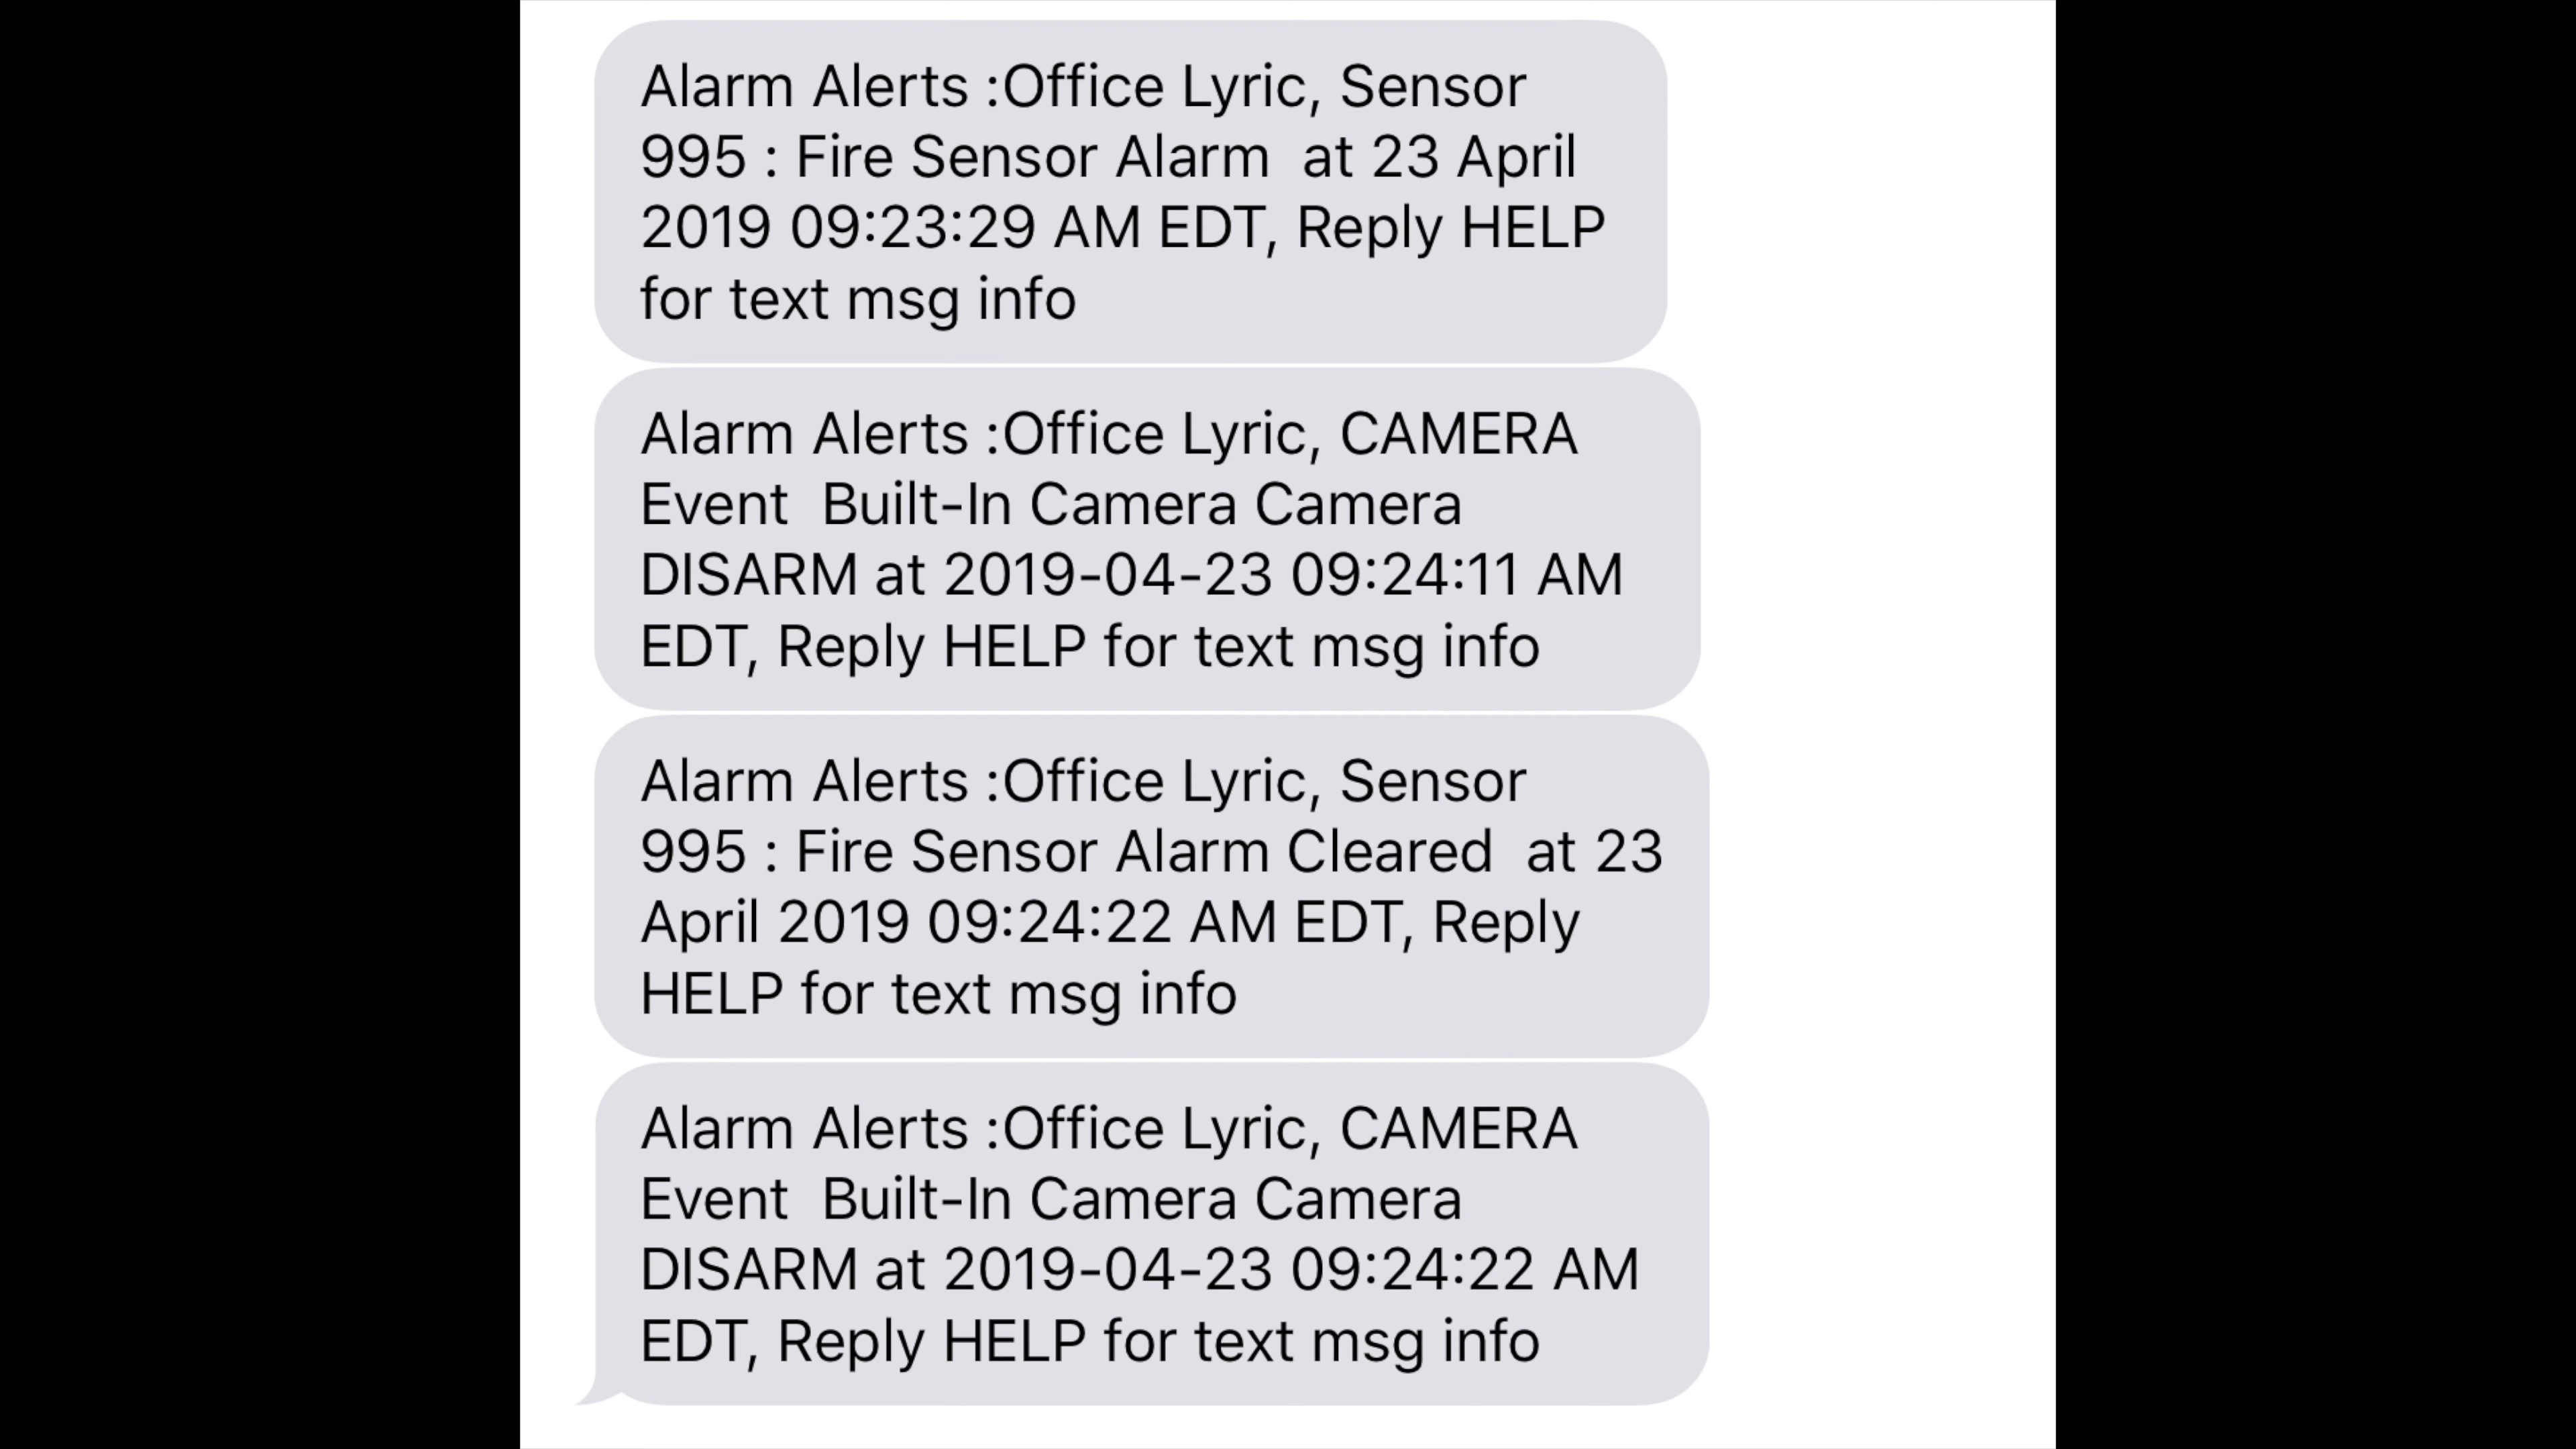 Alarm Alerts :Office Lyric, Sensor
995 : Fire Sensor Alarm  at 23 April
2019 09:23:29 AM EDT, Reply HELP
for text msg info
Alarm Alerts :Office Lyric, CAMERA
Event  Built-In Camera Camera
DISARM at 2019-04-23 09:24:11 AM
EDT, Reply HELP for text msg info
Alarm Alerts :Office Lyric, Sensor
995 : Fire Sensor Alarm Cleared  at 23
April 2019 09:24:22 AM EDT, Reply
HELP for text msg info
Alarm Alerts :Office Lyric, CAMERA
Event  Built-In Camera Camera
DISARM at 2019-04-23 09:24:22 AM
EDT, Reply HELP for text msg info